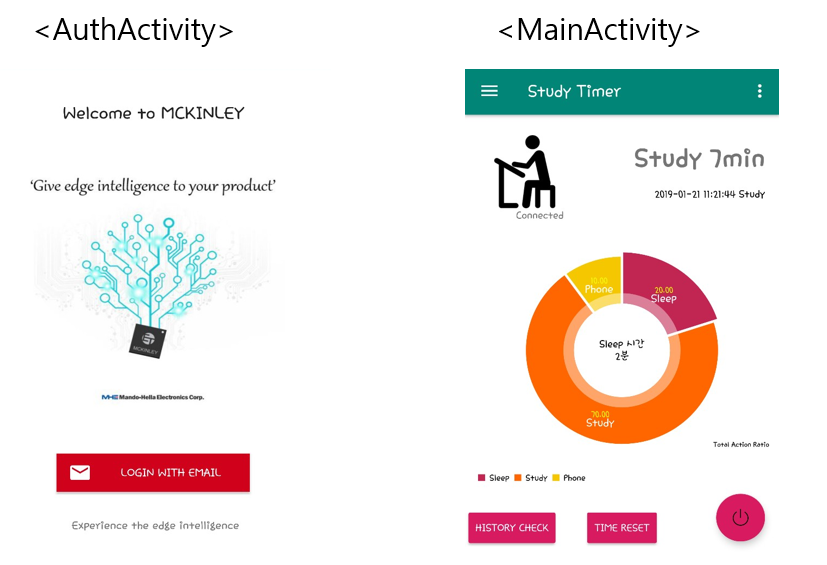 <AuthActivity>
Welcome to MCKINLEY
'Give edge intelligence to your product'
MCKINLEY
MHE Mando-Hella Electronics Corp.
LOGIN WITH EMAIL
Experience the edge intelligence
<MainActivity>
Study Timer
Study 7min
2019-01-21 11:21:44 Study
Connected
10.00
Phone
20.00
Sleep
Sleep 시간
2분
70.00
Study
Total Action Ratio
Sleep Study Phone
HISTORY CHECK
TIME RESET